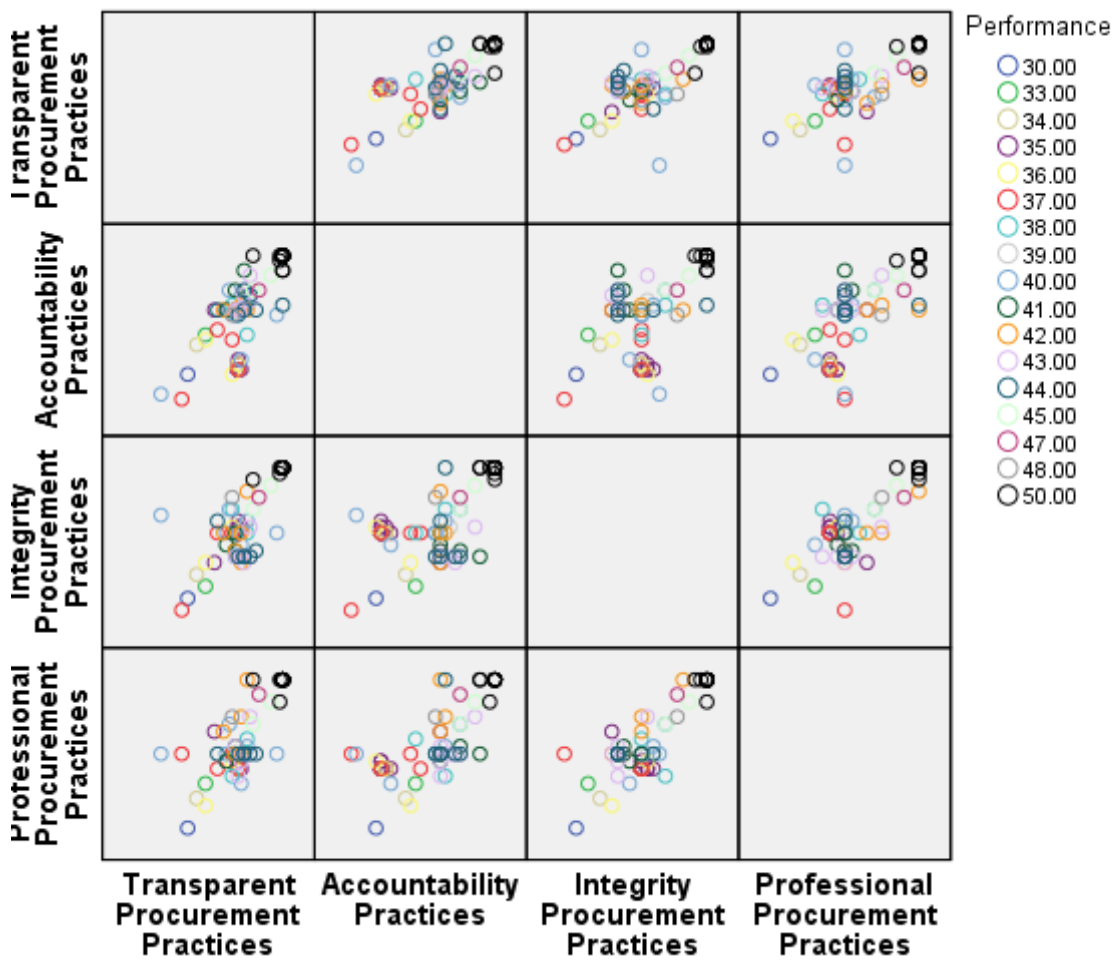 Transparent
Procurement
Practices
Accountability
Practices
Integrity
Procurement
Practices
Professional
Procurement
Practices
Performance
30.00
33.00
34.00
35.00
36.00
37.00
38.00
39.00
40.00
41.00
42.00
43.00
44.00
45.00
47.00
48.00
50.00
Transparent
Procurement
Practices
Accountability
Practices
Integrity
Procurement
Practices
Professional
Procurement
Practices